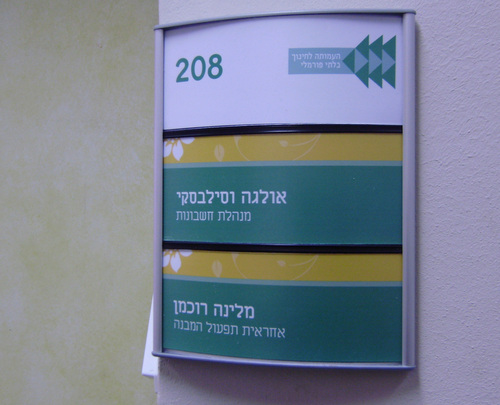 208
העמותה לחינוך
בלתי פורמלי
אולגה וסילבסקי
מנהלת חשבונות
מלינה רוכמן
אחראית תפעול המבנה